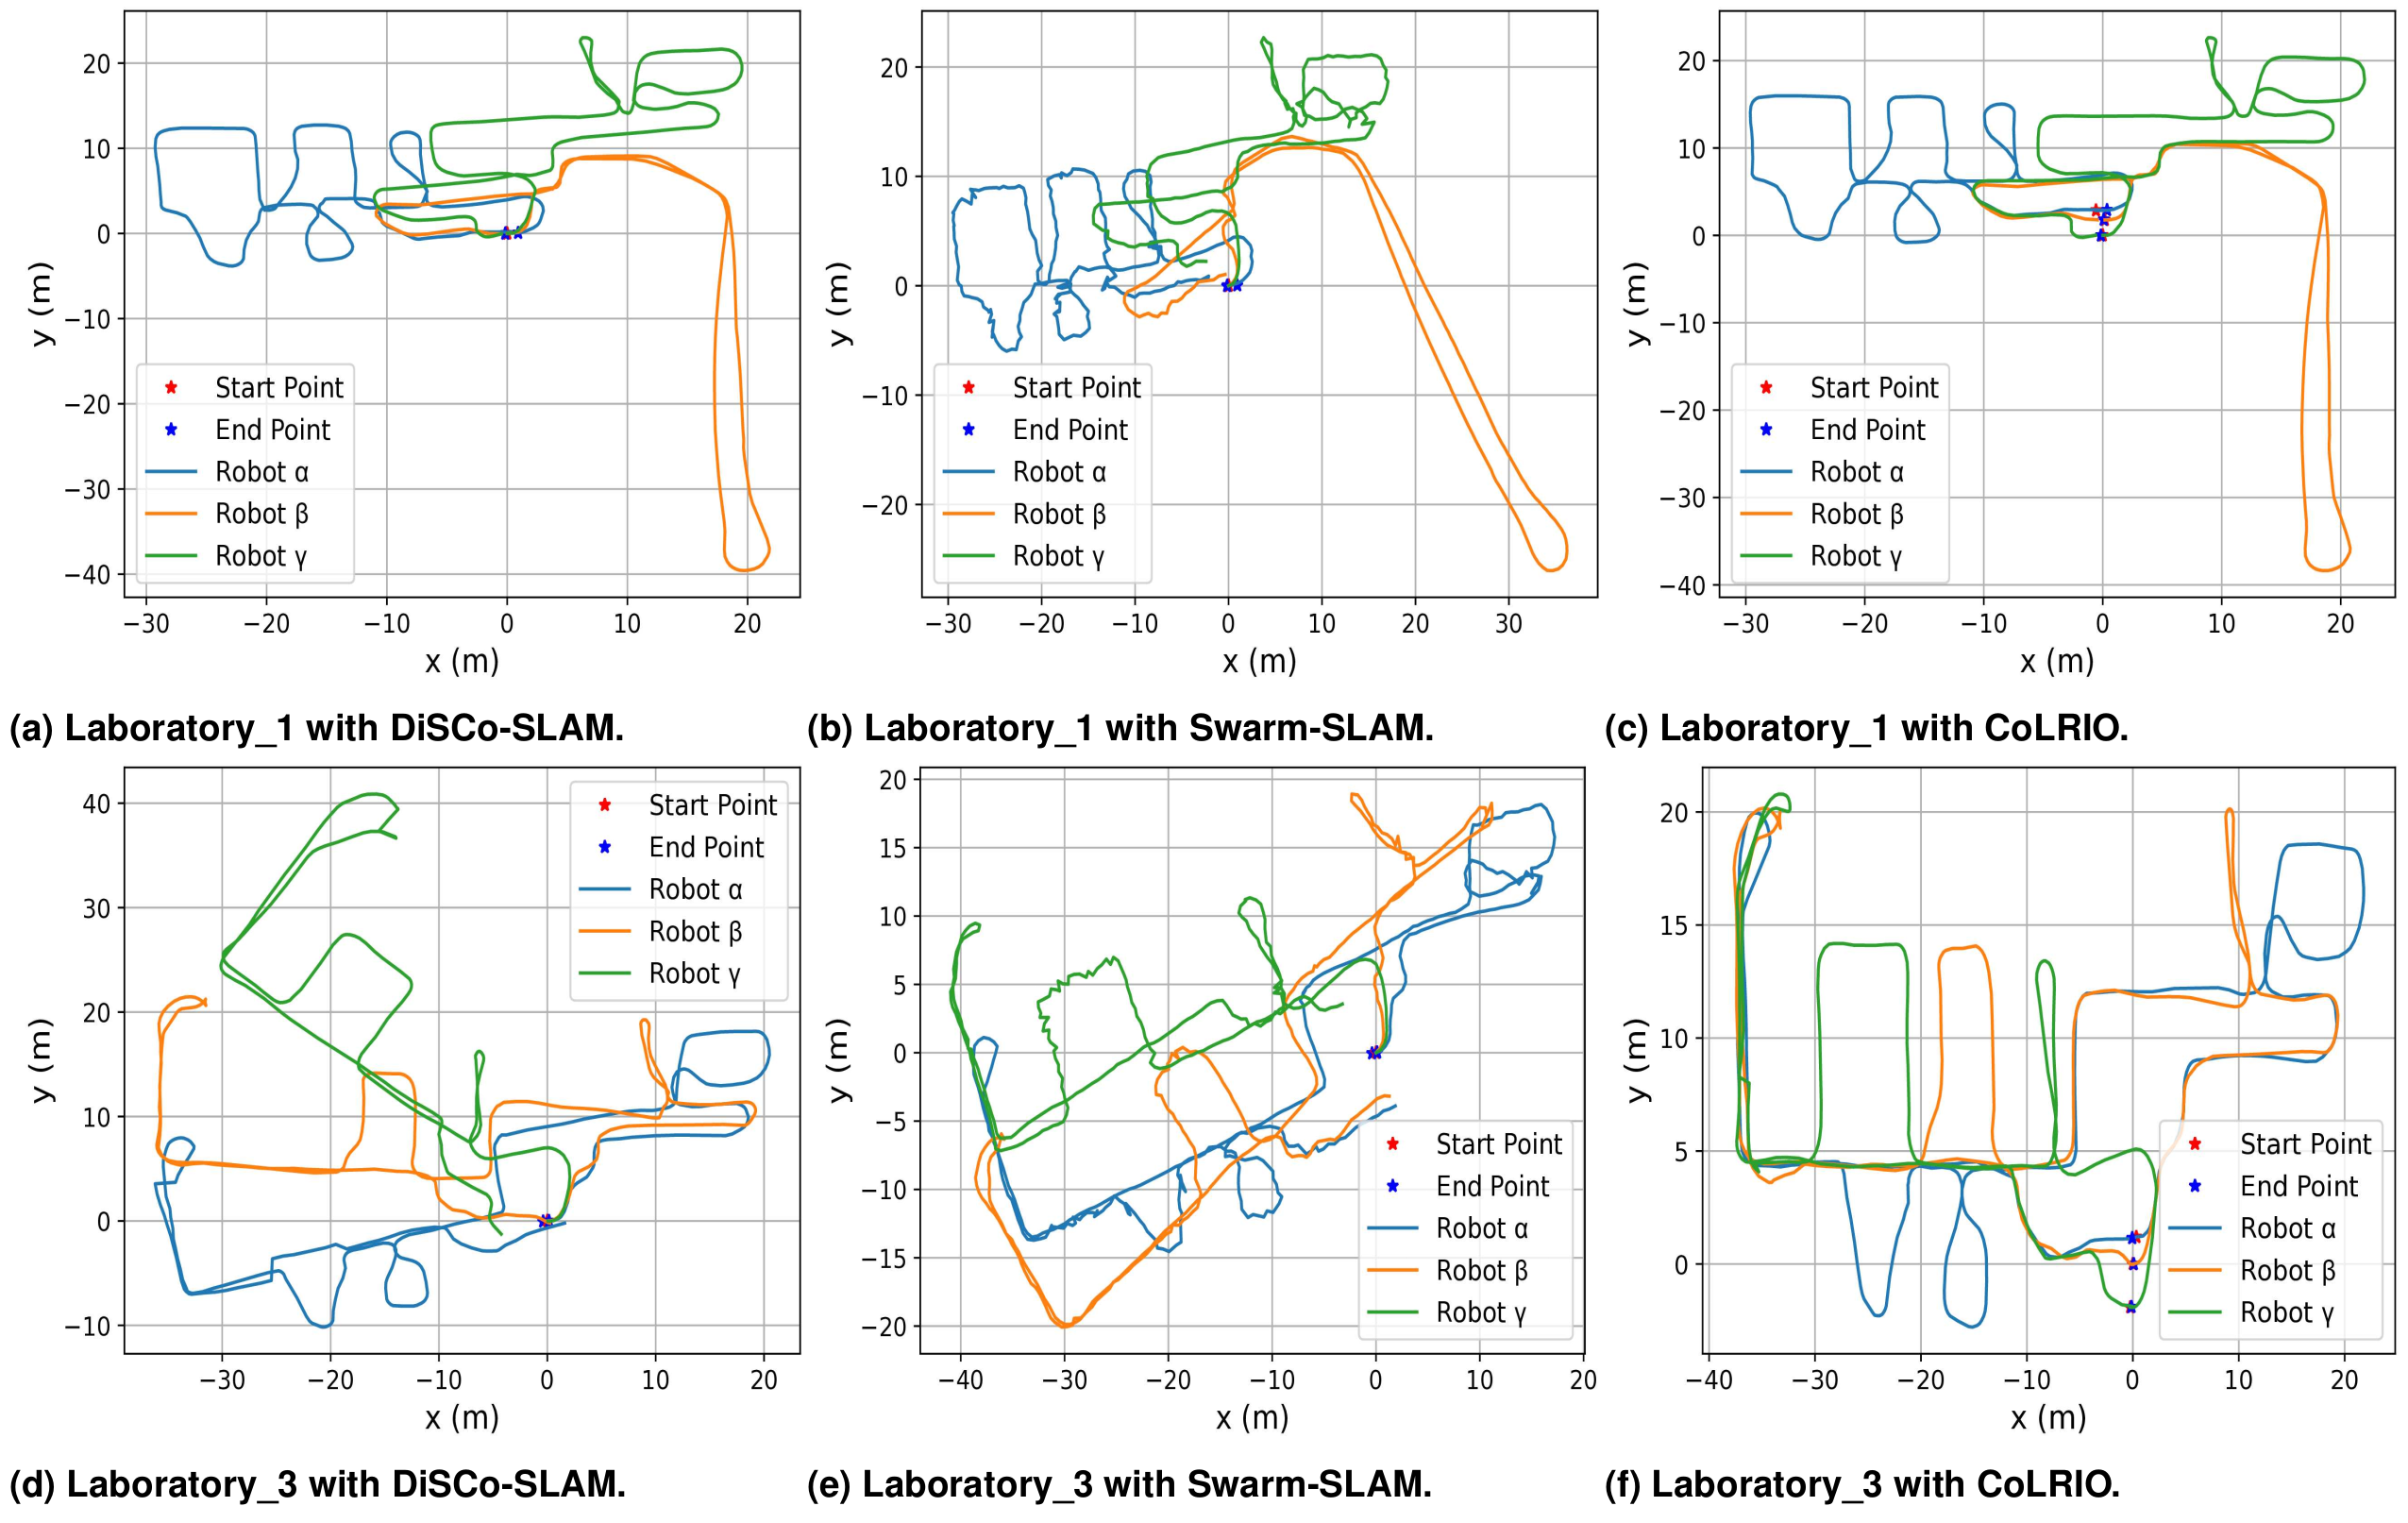 20
10
0
−10
−20
−30
−40
y (m)
−30 −20 −10 0 10 20
x (m)
Start Point
End Point
Robot α
Robot β
Robot γ
(a) Laboratory_1 with DiSCo-SLAM.
20
10
0
−10
−20
y (m)
−30 −20 −10 0 10 20 30
x (m)
Start Point
End Point
Robot α
Robot β
Robot γ
(b) Laboratory_1 with Swarm-SLAM.
20
10
0
−10
−20
−30
−40
y (m)
−30 −20 −10 0 10 20
x (m)
Start Point
End Point
Robot α
Robot β
Robot γ
(c) Laboratory_1 with CoLRIO.
40
30
20
10
0
−10
y (m)
−30 −20 −10 0 10 20
x (m)
Start Point
End Point
Robot α
Robot β
Robot γ
(d) Laboratory_3 with DiSCo-SLAM.
20
15
10
5
0
−5
−10
−15
−20
y (m)
−40 −30 −20 −10 0 10 20
x (m)
Start Point
End Point
Robot α
Robot β
Robot γ
(e) Laboratory_3 with Swarm-SLAM.
20
15
10
5
0
y (m)
−40 −30 −20 −10 0 10 20
x (m)
Start Point
End Point
Robot α
Robot β
Robot γ
(f) Laboratory_3 with CoLRIO.